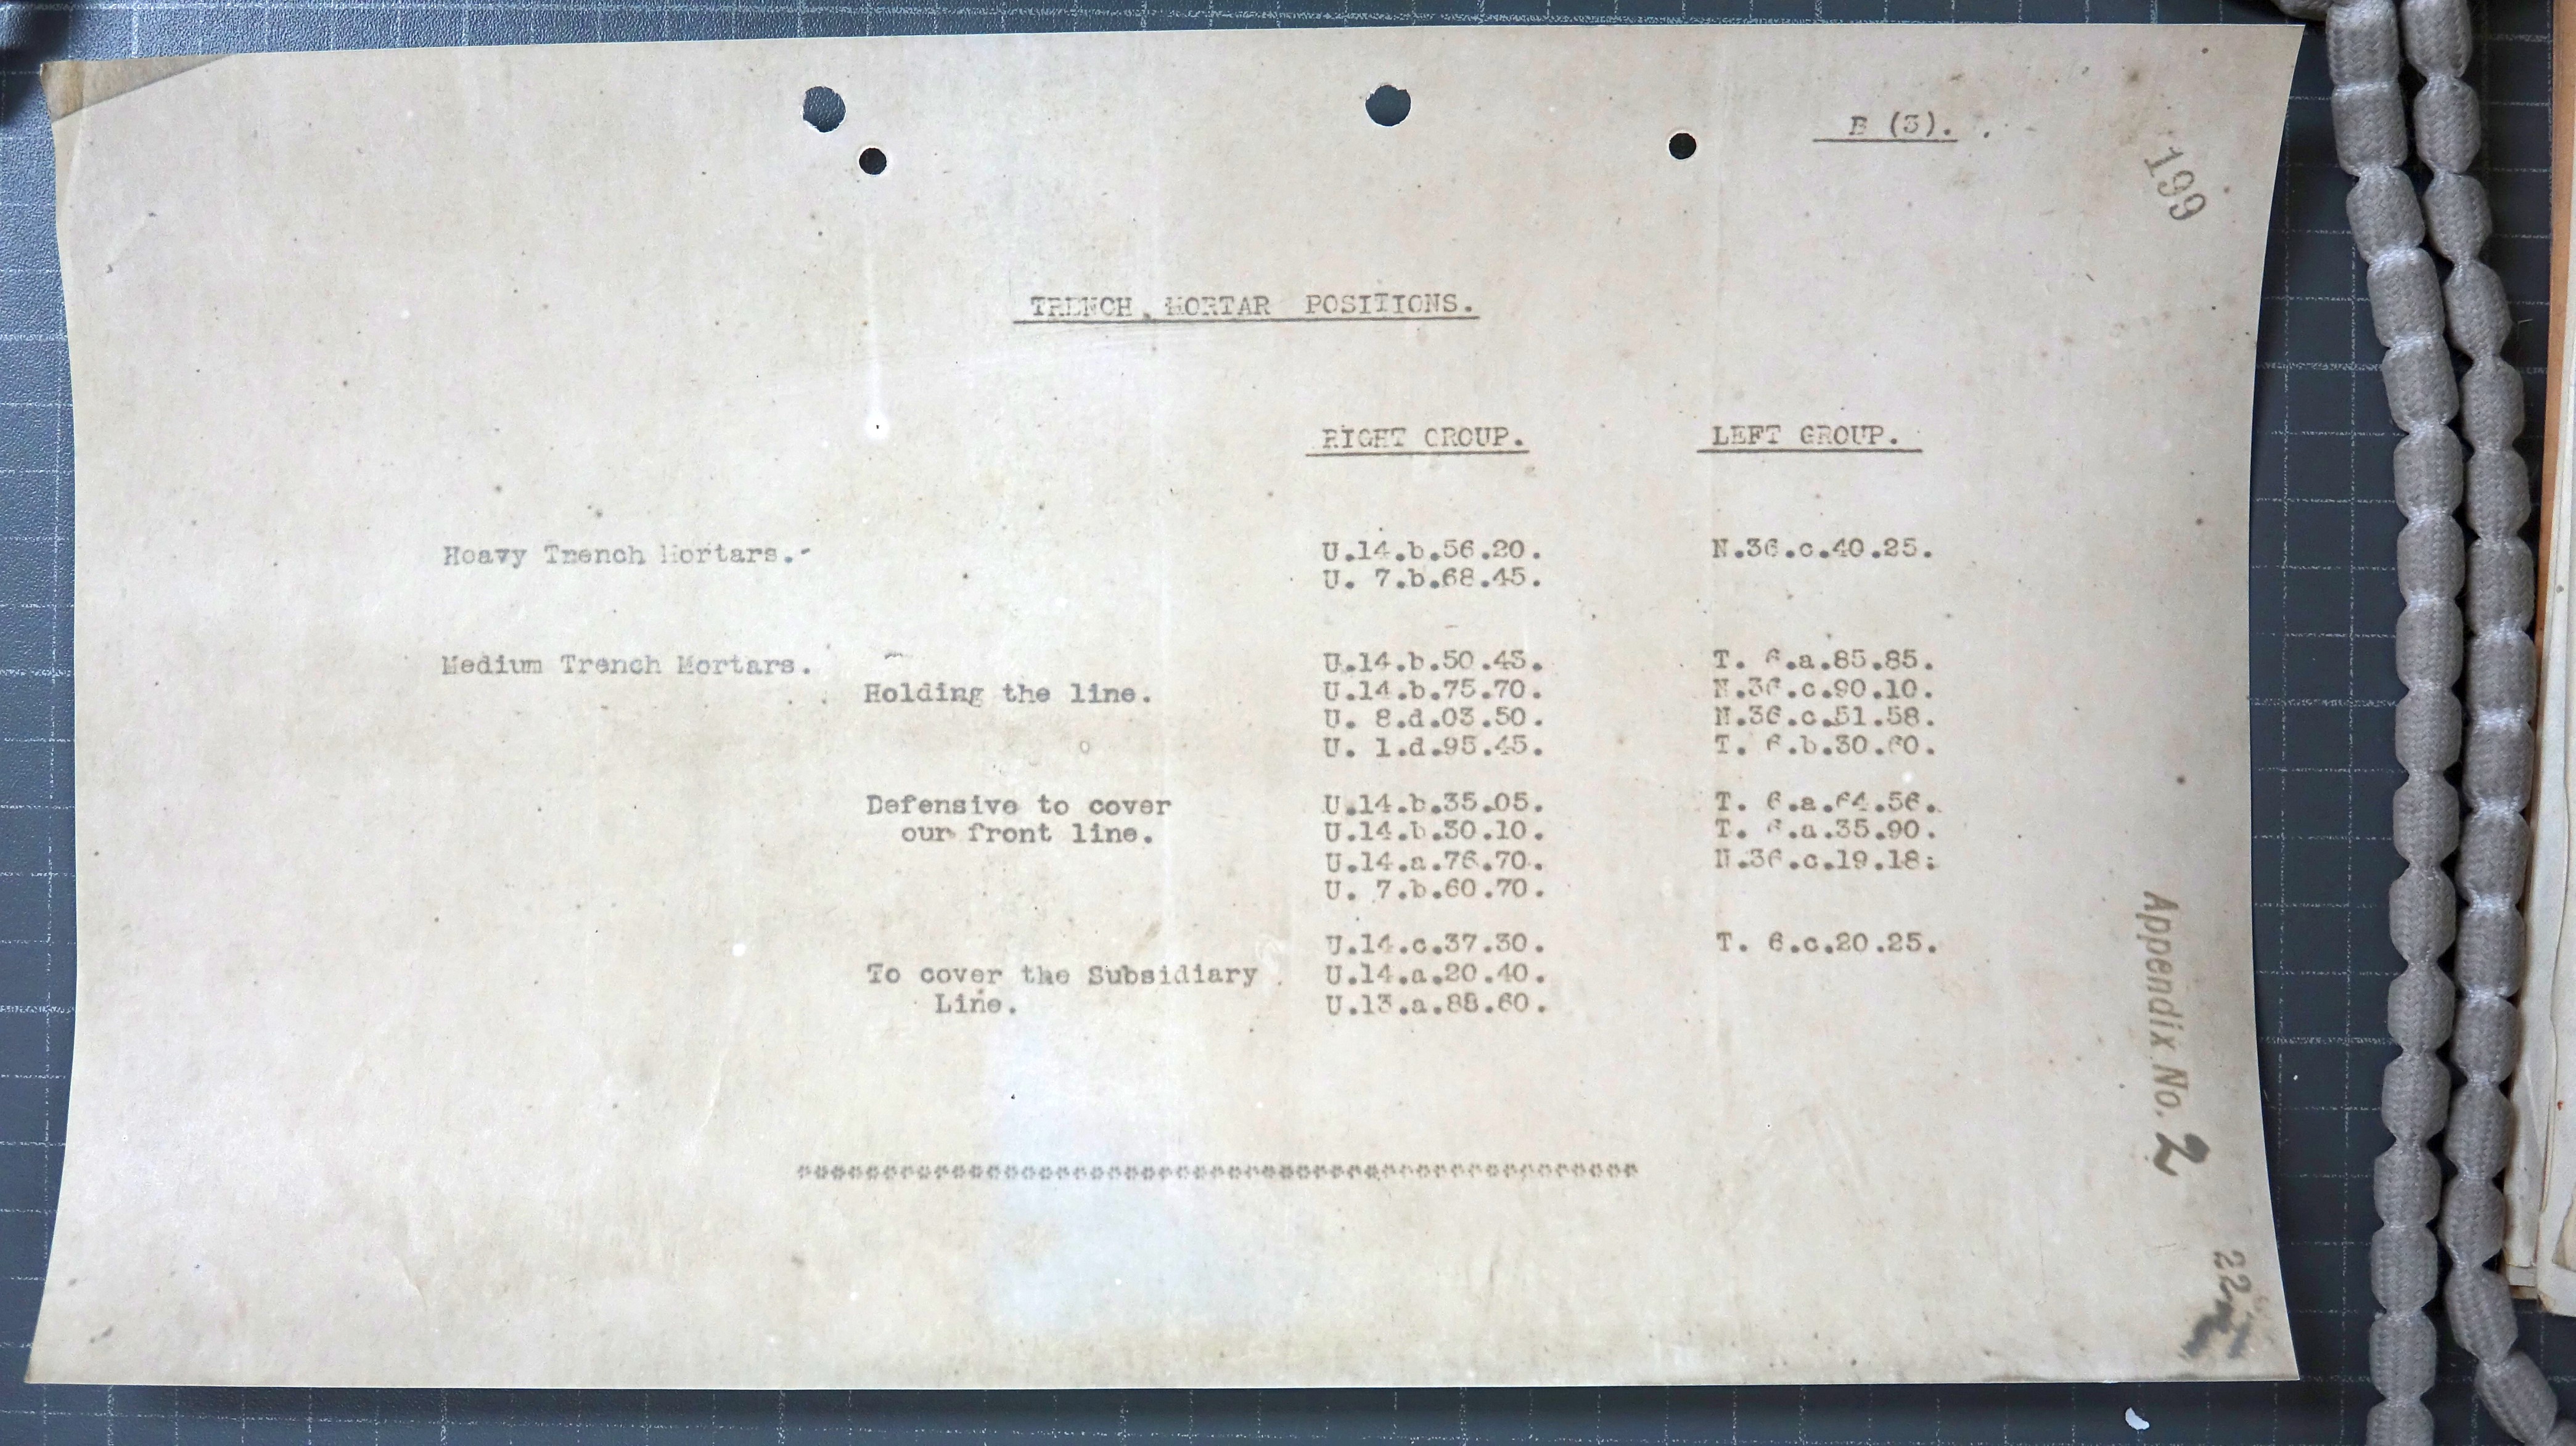 B (3).
199
TRENCH MORTAR POSITIONS.
RIGHT GROUP. LEFT GROUP.
Heavy Trench Mortars.- U.14.b.56.20. N.36.c.40.25.
U. 7.b.68.45.
Medium Trench Mortars. U.14.b.50.45. T. 6.a.85.85.
Holding the line. U.14.b.75.70. N.36.c.90.10.
U. 8.d.03.50. N.36.c.51.58.
U. 1.d.95.45. T. 6.b.30.60.
Defensive to cover U.14.b.35.05. T. 6.a.64.56.
our front line. U.14.b.30.10. T. 6.a.35.90.
U.14.a.76.70. N.36.c.19.18.
U. 7.b.60.70.
U.14.c.37.30. T. 6.c.20.25.
To cover the Subsidiary U.14.a.20.40.
Line. U.13.a.88.60.
Appendix No. 2
22